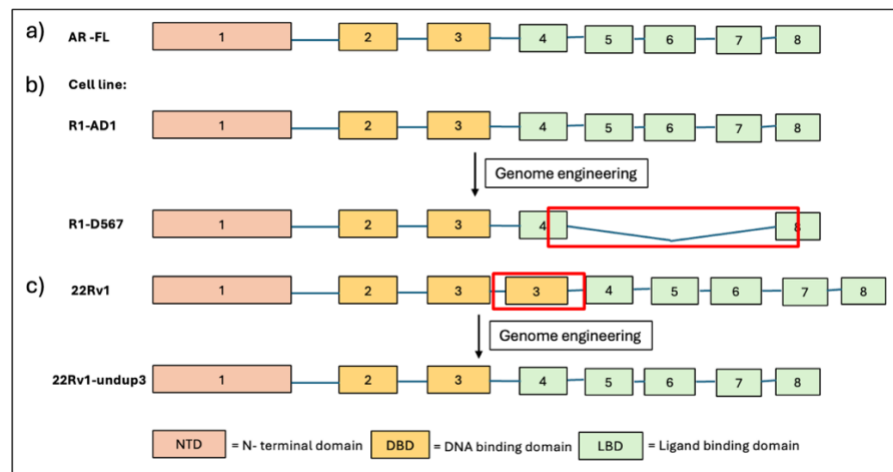 a) AR -FL 1 2 3 4 5 6 7 8
b) Cell line:
R1-AD1 1 2 3 4 5 6 7 8
Genome engineering
R1-D567 1 2 3 4 8
c) 22Rv1 1 2 3 3 4 5 6 7 8
Genome engineering
22Rv1-undup3 1 2 3 4 5 6 7 8
NTD = N- terminal domain DBD = DNA binding domain LBD = Ligand binding domain